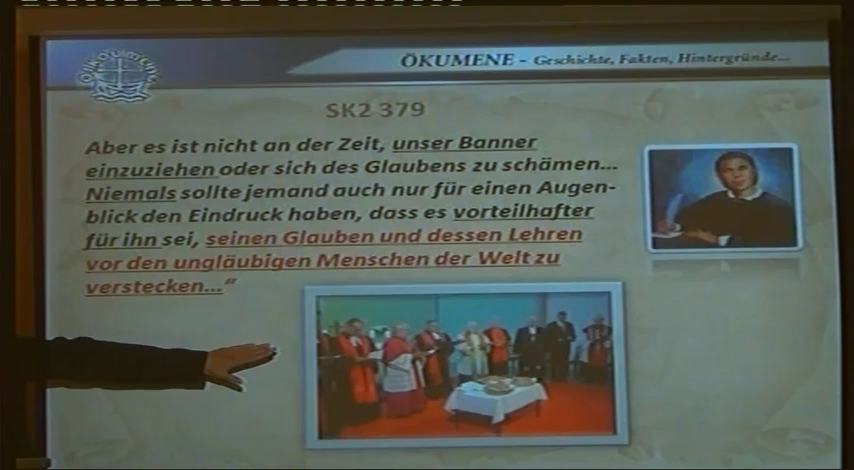 ÖKUMENE - Geschichte, Fakten, Hintergründe...
SK2 379
Aber es ist nicht an der Zeit, unser Banner
einzuziehen oder sich des Glaubens zu schämen...
Niemals sollte jemand auch nur für einen Augen-
blick den Eindruck haben, dass es vorteilhafter
für ihn sei, seinen Glauben und dessen Lehren
vor den ungläubigen Menschen der Welt zu
verstecken...“